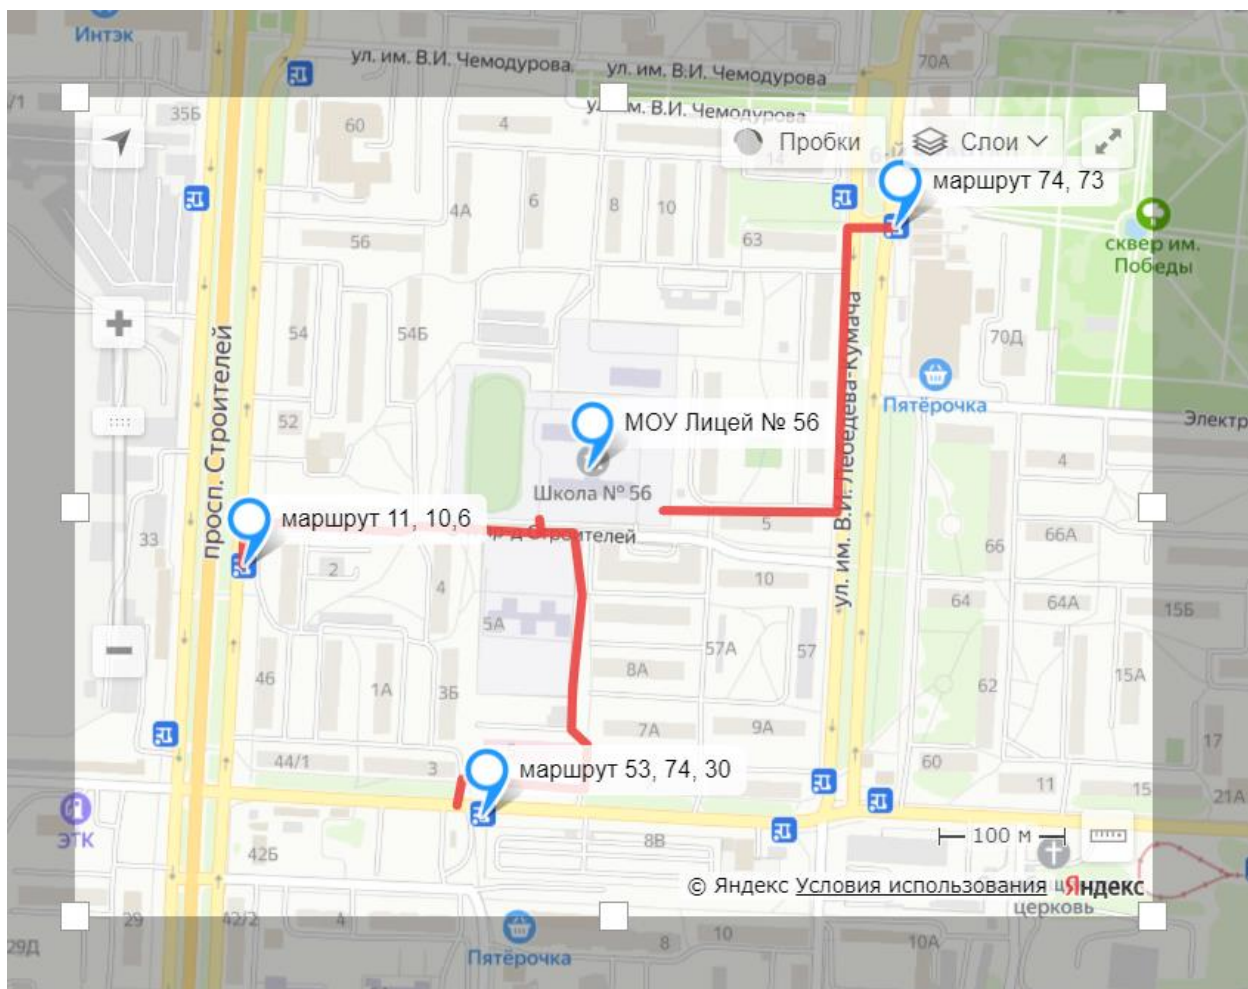 Интэк
ул. им. В.И. Чемодурова
ул. им. В.И. Чемодурова
70А
/1
35Б
60
4
14
Пробки
Слои
маршрут 74, 73
4А
6
8
10
56
63
сквер им.
Победы
54
54Б
70Д
просп. Строителей
ул. им. В.И. Лебедева-Кумача
Пятёрочка
52
МОУ Лицей № 56
Электр
4
Школа № 56
маршрут 11, 10,6
5
33
66
66А
2
4
10
5А
64
64А
15Б
57А
57
46
1А
3Б
8А
62
15А
7А
9А
17
44/1
3
маршрут 53, 74, 30
60
11
15
21А
ЭТК
42Б
8В
100 м
© Яндекс Условия использования
Яндекс
церковь
29
42/2
4
29Д
Пятёрочка
8
10
10А